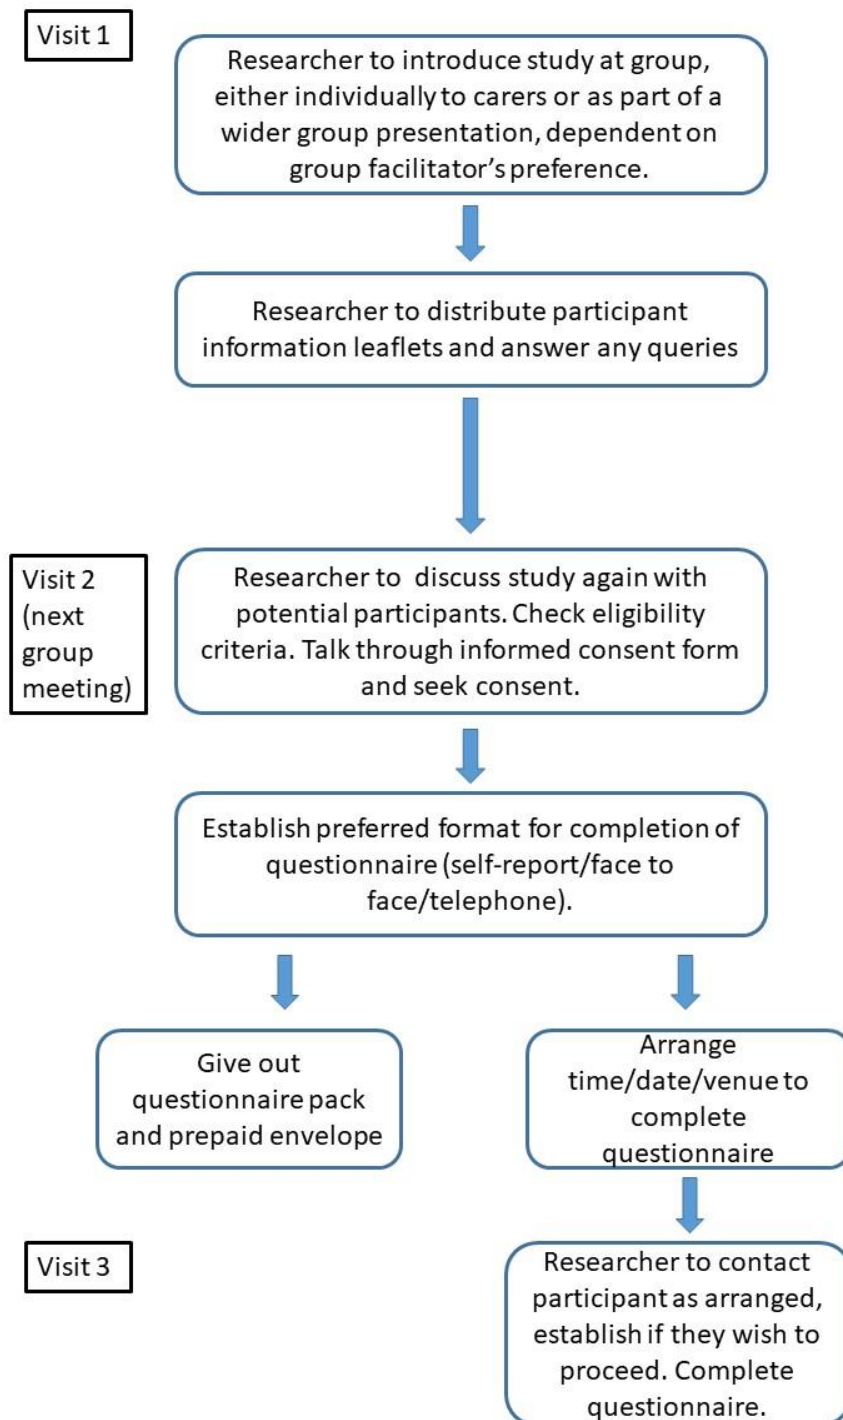 Visit 1
Researcher to introduce study at group,
either individually to carers or as part of a
wider group presentation, dependent on
group facilitator's preference.
Researcher to distribute participant
information leaflets and answer any queries
Visit 2
(next
group
meeting)
Researcher to discuss study again with
potential participants. Check eligibility
criteria. Talk through informed consent form
and seek consent.
Establish preferred format for completion of
questionnaire (self-report/face to
face/telephone).
Give out
questionnaire pack
and prepaid envelope
Arrange
time/date/venue to
complete
questionnaire
Visit 3
Researcher to contact
participant as arranged,
establish if they wish to
proceed. Complete
questionnaire.